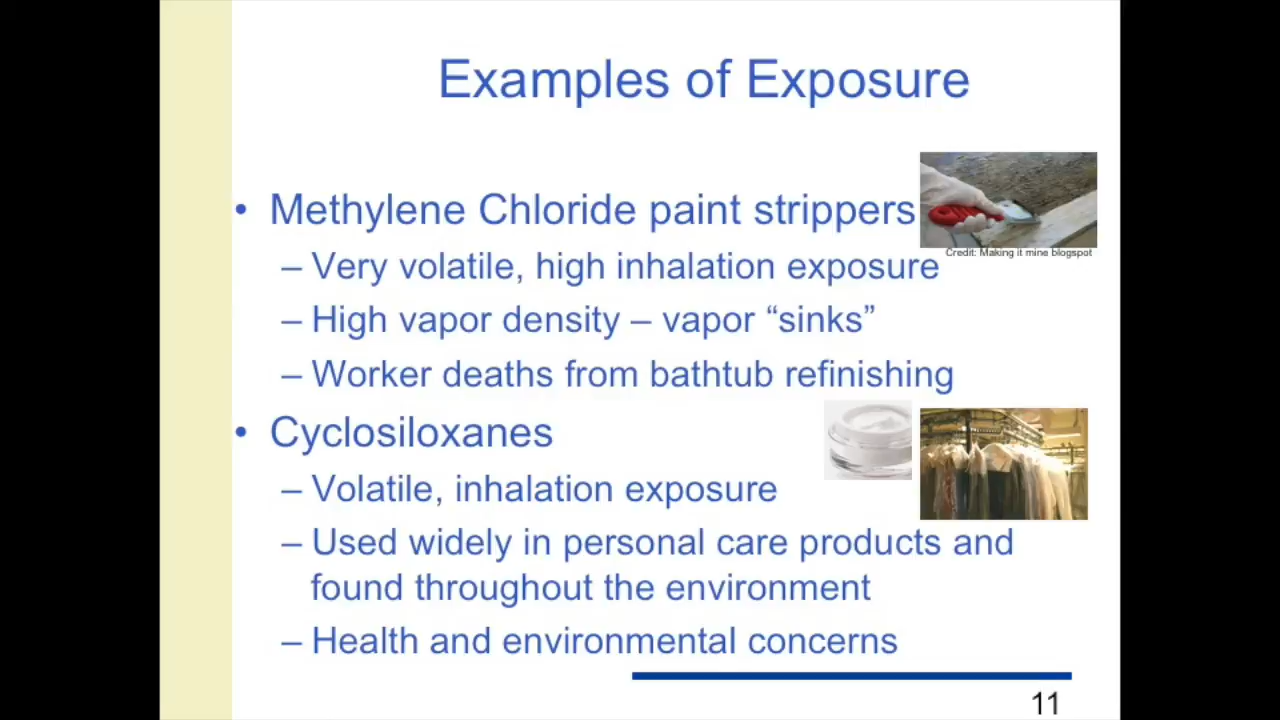 Examples of Exposure
• Methylene Chloride paint strippers
Credit: Making it mine blogspot
– Very volatile, high inhalation exposure
– High vapor density – vapor “sinks”
– Worker deaths from bathtub refinishing
• Cyclosiloxanes
– Volatile, inhalation exposure
– Used widely in personal care products and
found throughout the environment
– Health and environmental concerns
11